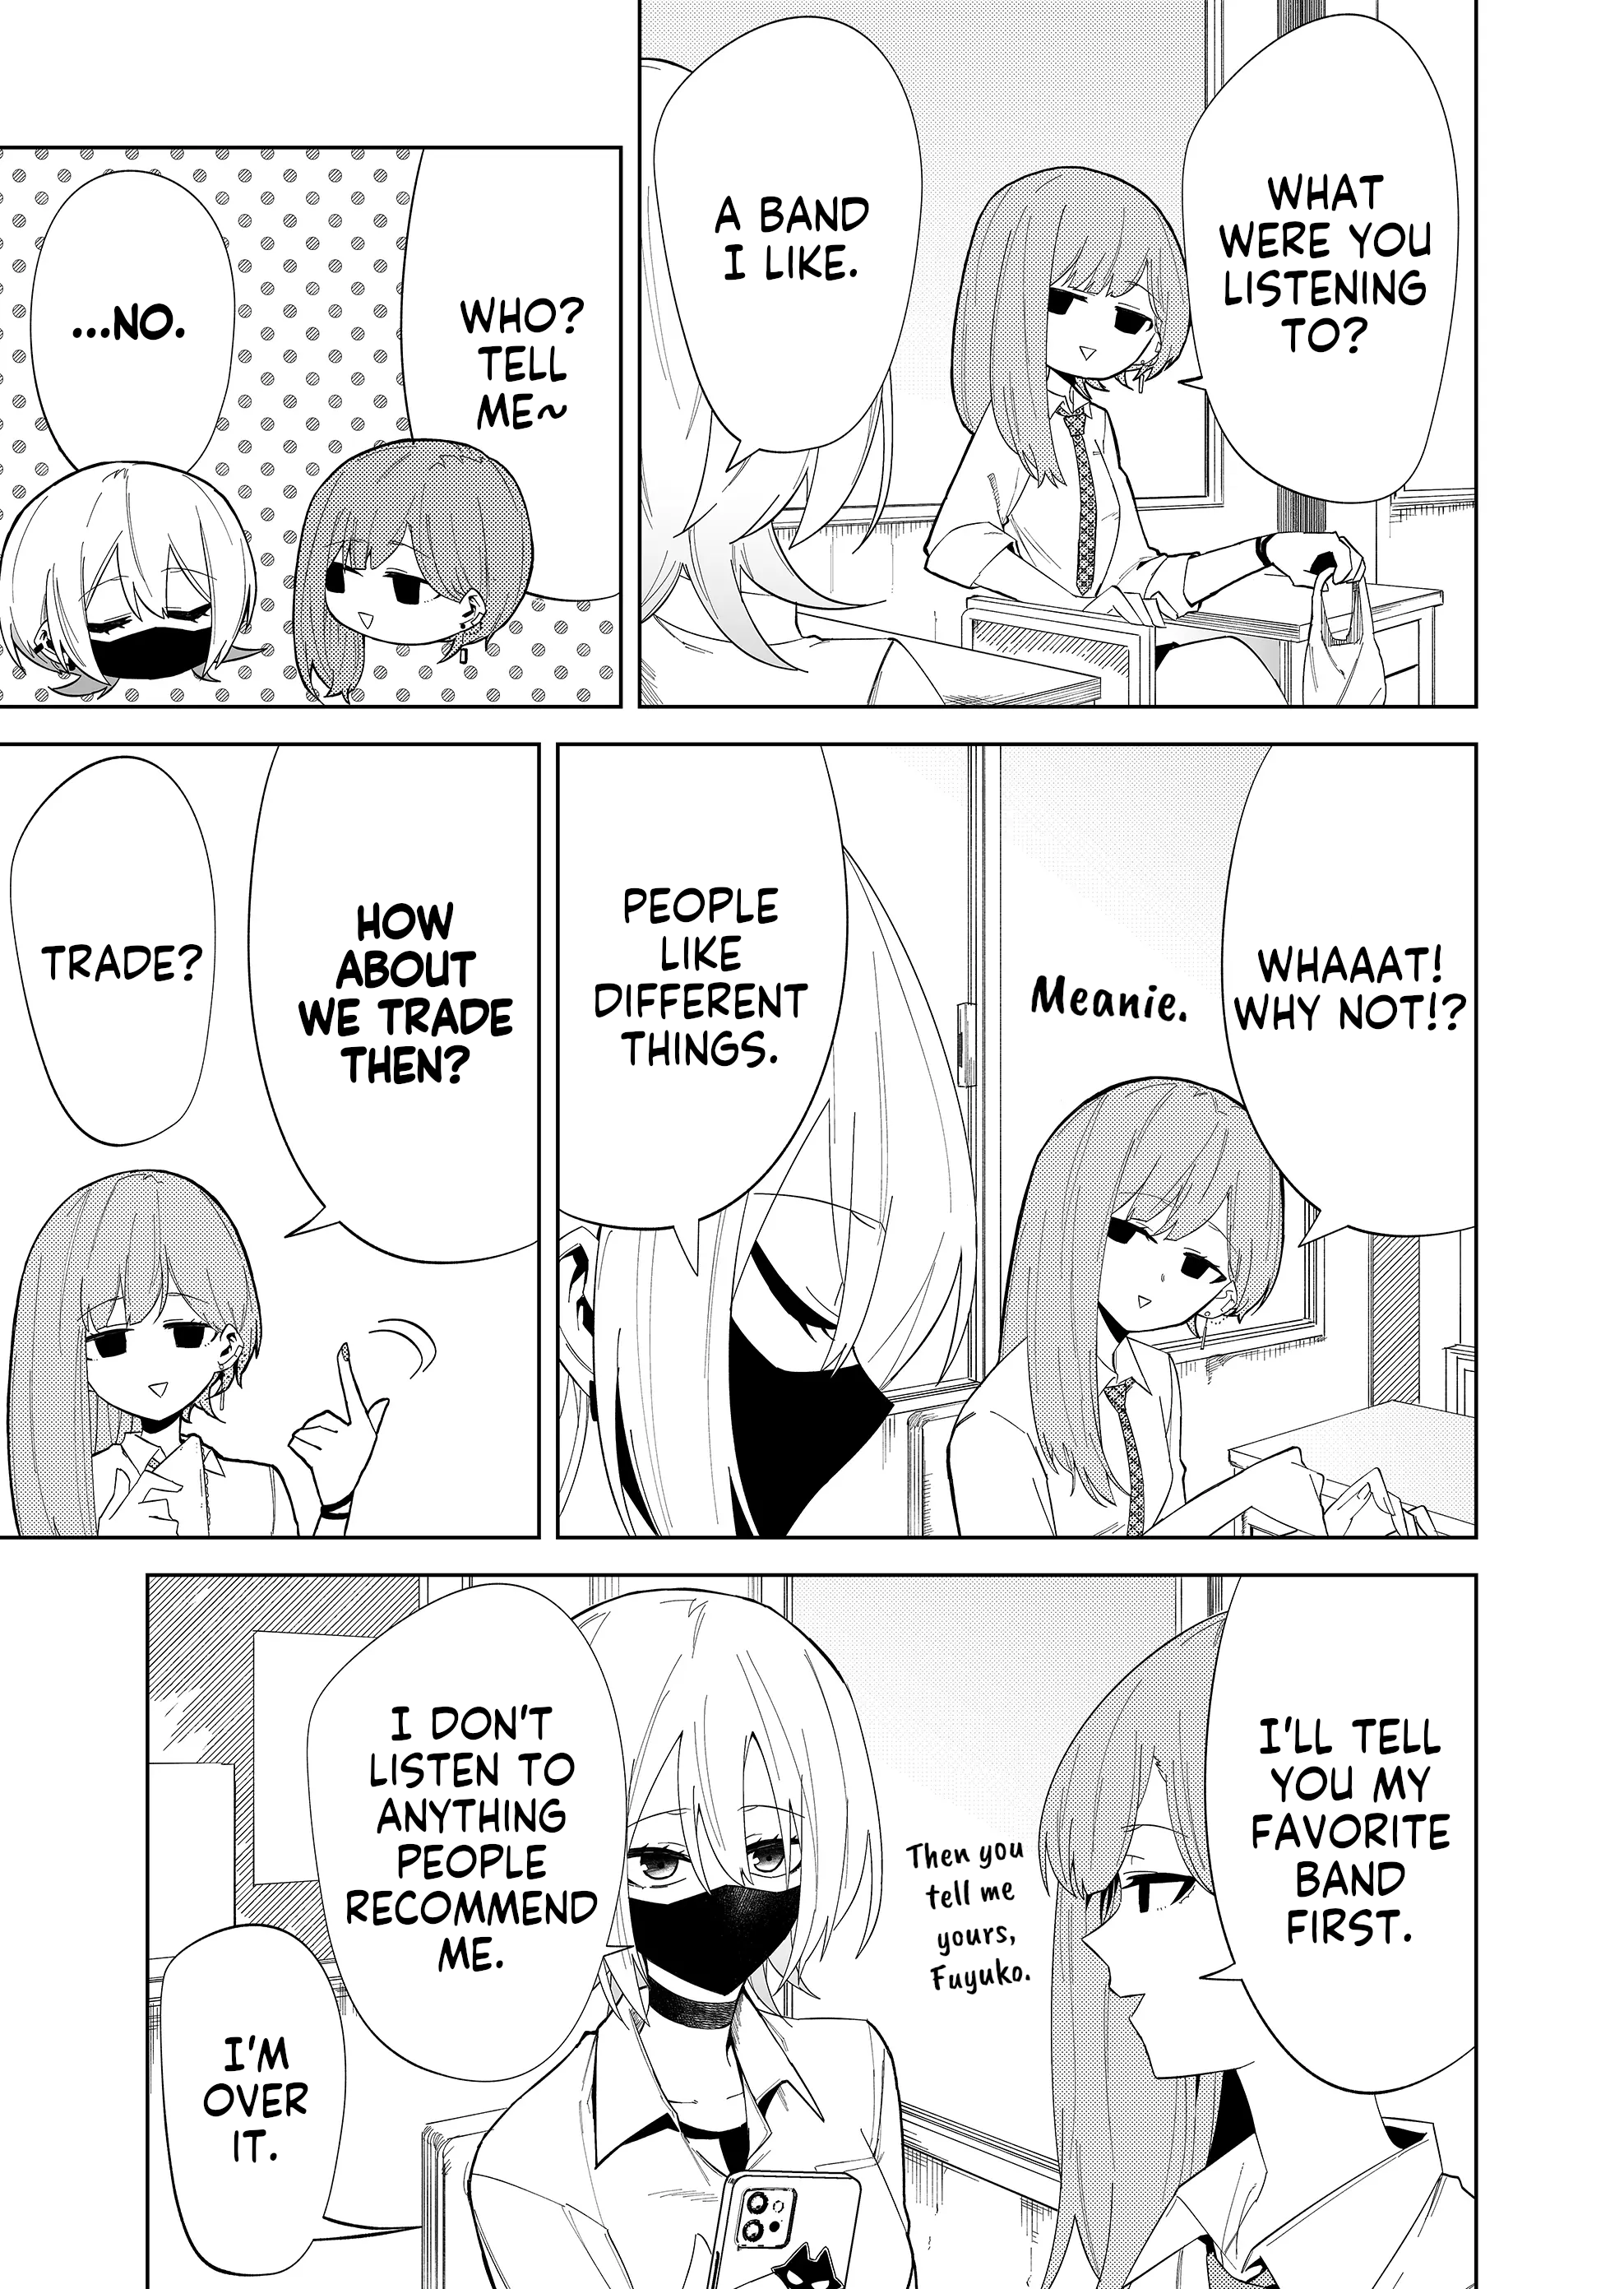 WHAT
WERE YOU
LISTENING
TO?
A BAND
I LIKE.
WHO?
TELL
ME~
...NO.
WHAAAT!
WHY NOT!?
Meanie.
PEOPLE
LIKE
DIFFERENT
THINGS.
HOW
ABOUT
WE TRADE
THEN?
TRADE?
I'LL TELL
YOU MY
FAVORITE
BAND
FIRST.
Then you
tell me
yours,
Fuyuko.
I DON'T
LISTEN TO
ANYTHING
PEOPLE
RECOMMEND
ME.
I'M
OVER
IT.